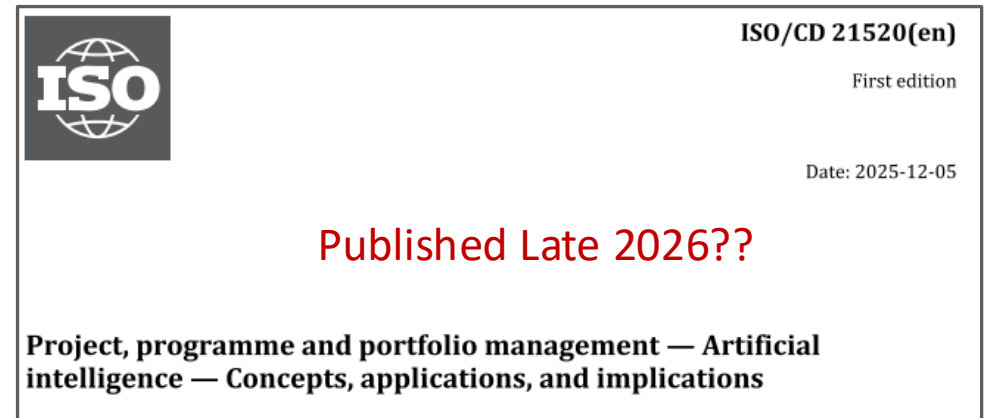 ISO
ISO/CD 21520(en)
First edition
Date: 2025-12-05
Published Late 2026??
Project, programme and portfolio management — Artificial
intelligence — Concepts, applications, and implications